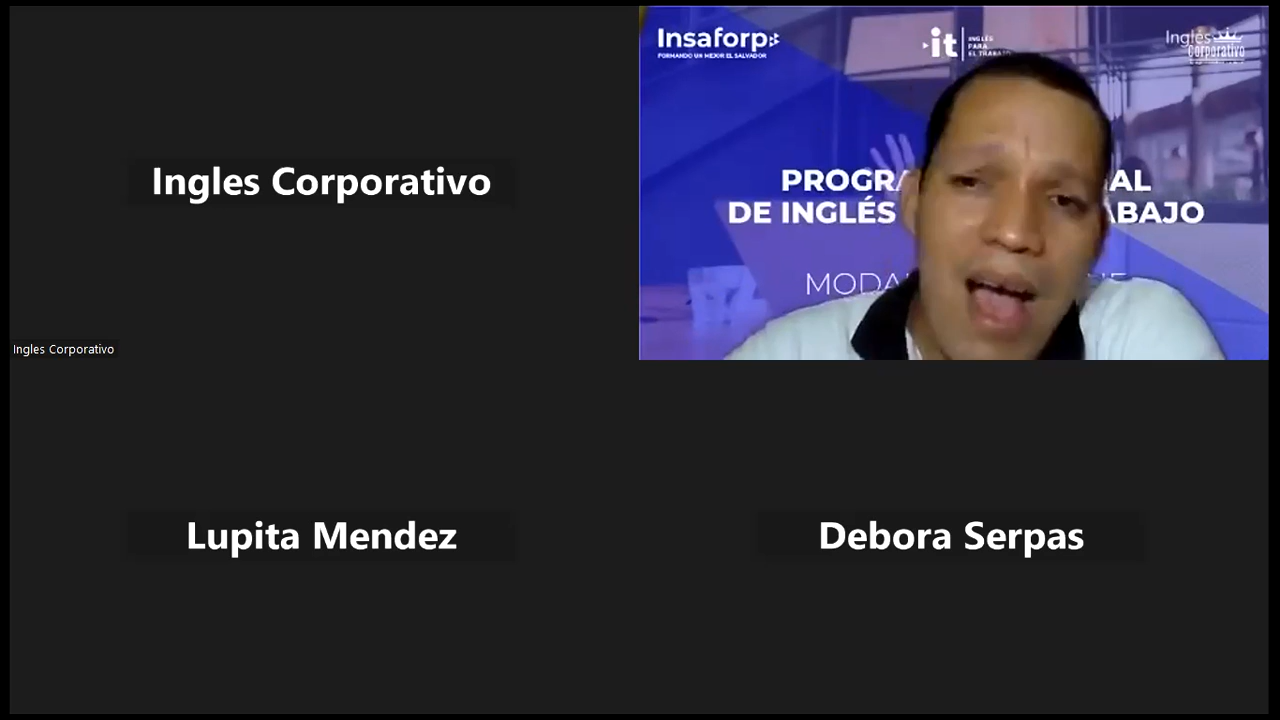 Ingles Corporativo
Ingles Corporativo
Insaforp
FORMANDO UN MEJOR EL SALVADOR
it
INGLÉS
PARA
EL TRABAJO
Inglés
Corporativo
PROGRA AL
DE INGLÉS ABAJO
MODA
Lupita Mendez
Debora Serpas